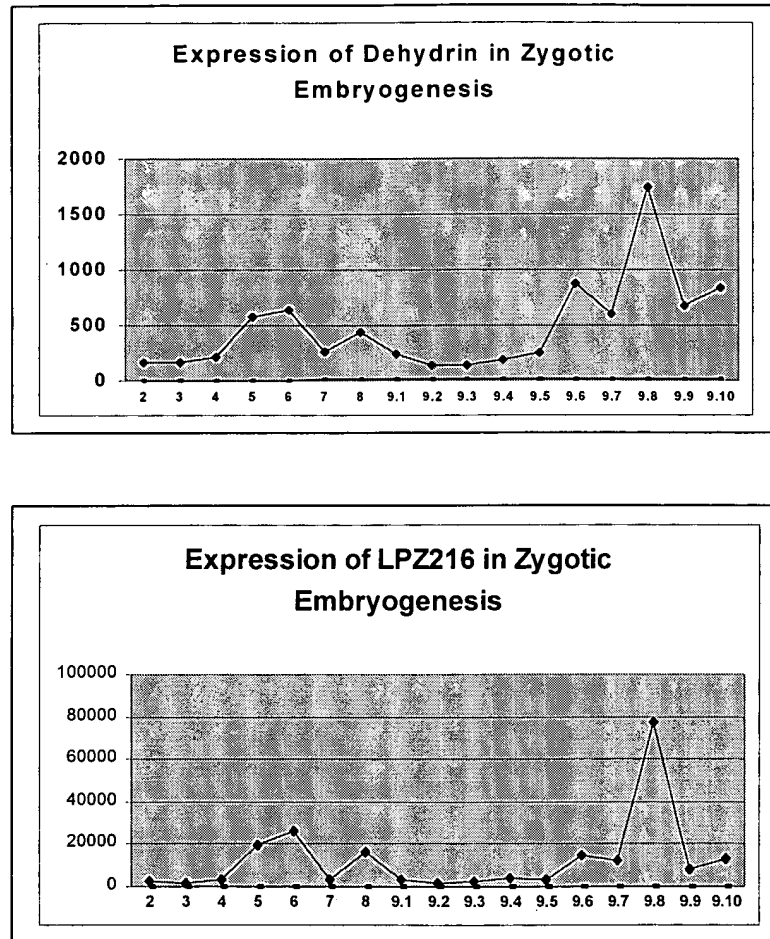 Expression of Dehydrin in Zygotic
Embryogenesis
2000
1500
1000
500
0
2 3 4 5 6 7 8 9.1 9.2 9.3 9.4 9.5 9.6 9.7 9.8 9.9 9.10
Expression of LPZ216 in Zygotic
Embryogenesis
100000
80000
60000
40000
20000
0
2 3 4 5 6 7 8 9.1 9.2 9.3 9.4 9.5 9.6 9.7 9.8 9.9 9.10